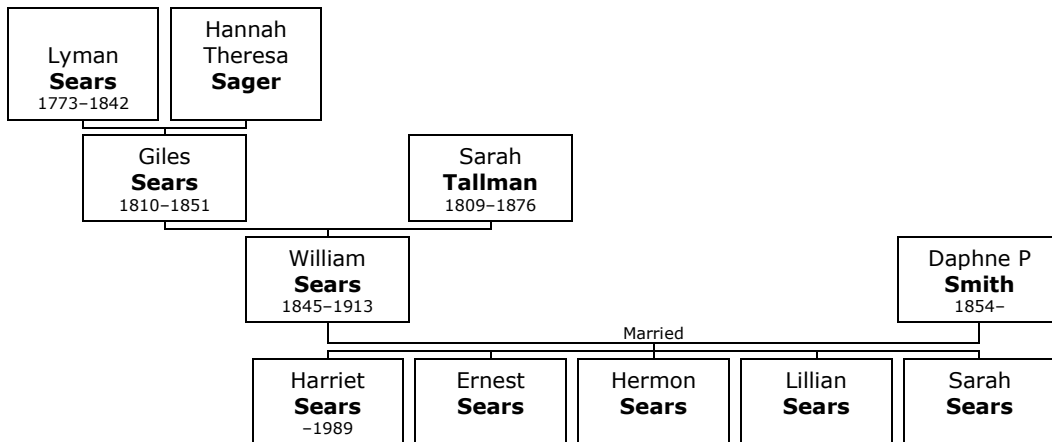 Lyman
Sears
1773–1842
Hannah
Theresa
Sager
Giles
Sears
1810–1851
Sarah
Tallman
1809–1876
William
Sears
1845–1913
Daphne P
Smith
1854–
Married
Harriet
Sears
–1989
Ernest
Sears
Hermon
Sears
Lillian
Sears
Sarah
Sears